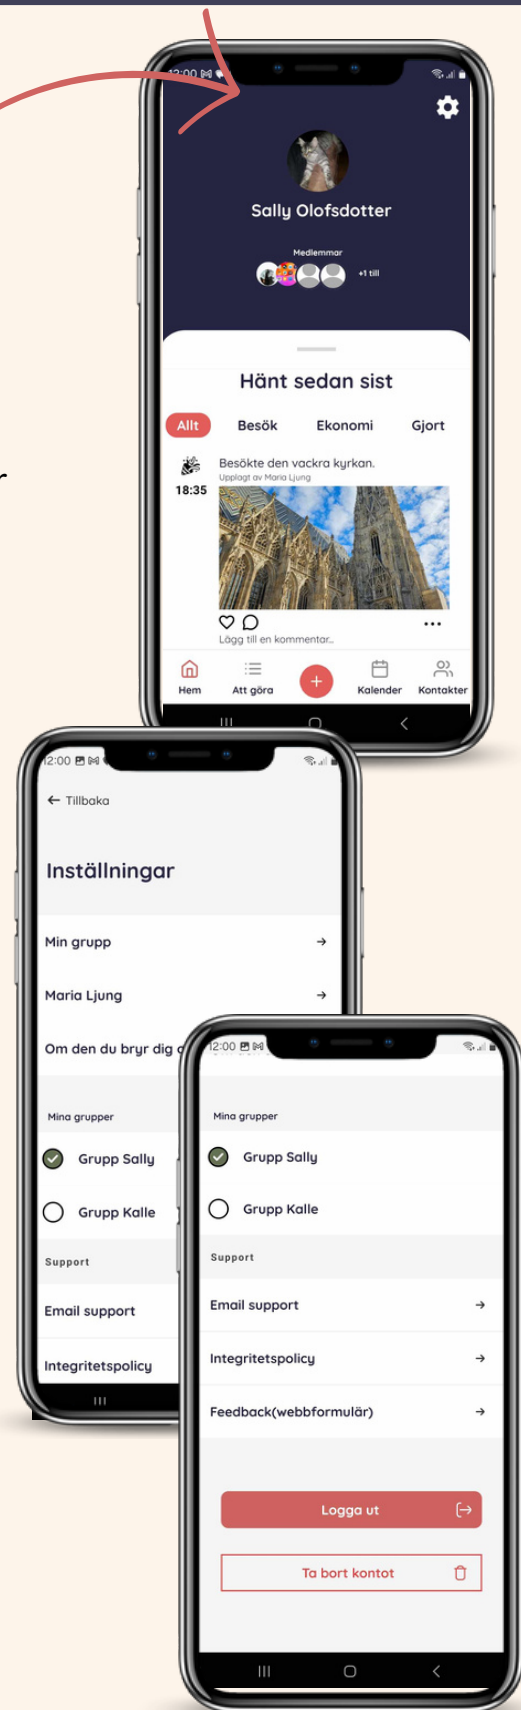 12:00
Sally Olofsdotter
Medlemmar
+1 till
Hänt sedan sist
Allt Besök Ekonomi Gjort
Besökte den vackra kyrkan.
Upplagt av Maria Ljung
18:35
r
Lägg till en kommentar...
Hem Att göra Kalender Kontakter
12:00
← Tillbaka
Inställningar
Min grupp →
Maria Ljung →
Om den du bryr dig
Mina grupper
Grupp Sally
Grupp Kalle
Support
Email support
Integritetspolicy
12:00
Mina grupper
Grupp Sally
Grupp Kalle
Support
Email support →
Integritetspolicy →
Feedback(webbformulär) →
Logga ut
Ta bort kontot